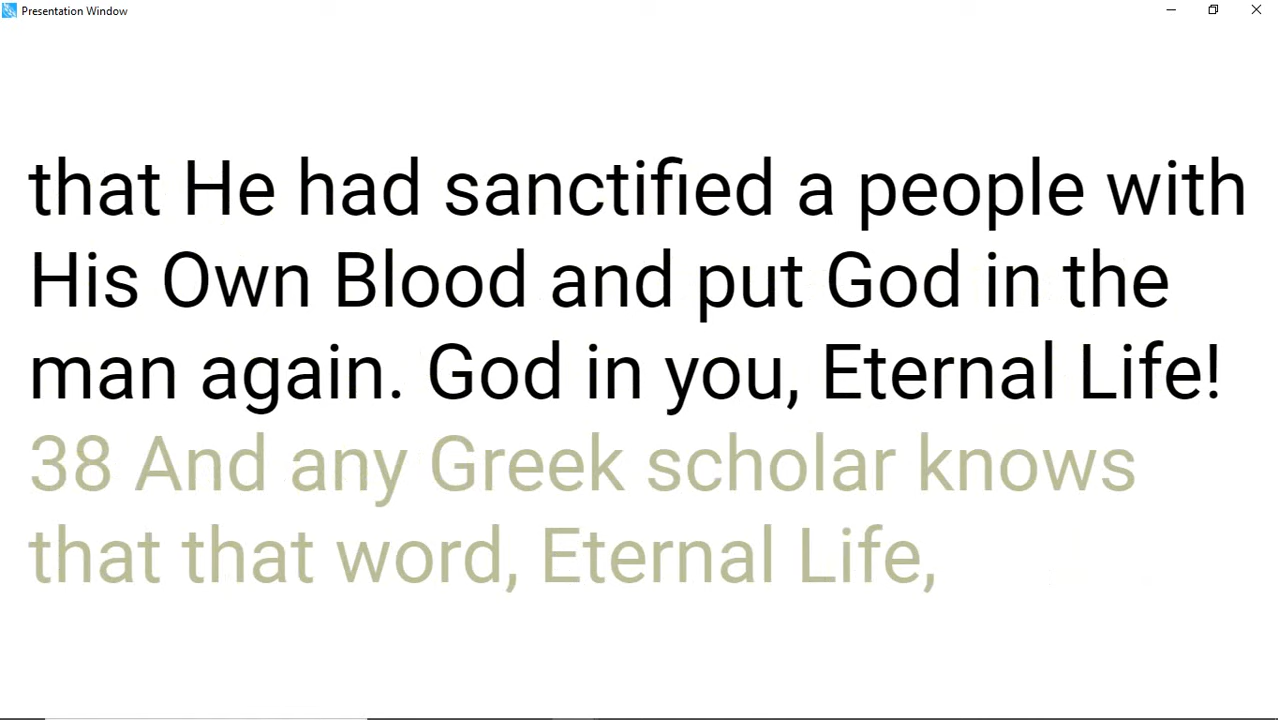 Presentation Window
that He had sanctified a people with
His Own Blood and put God in the
man again. God in you, Eternal Life!
38 And any Greek scholar knows
that that word, Eternal Life,